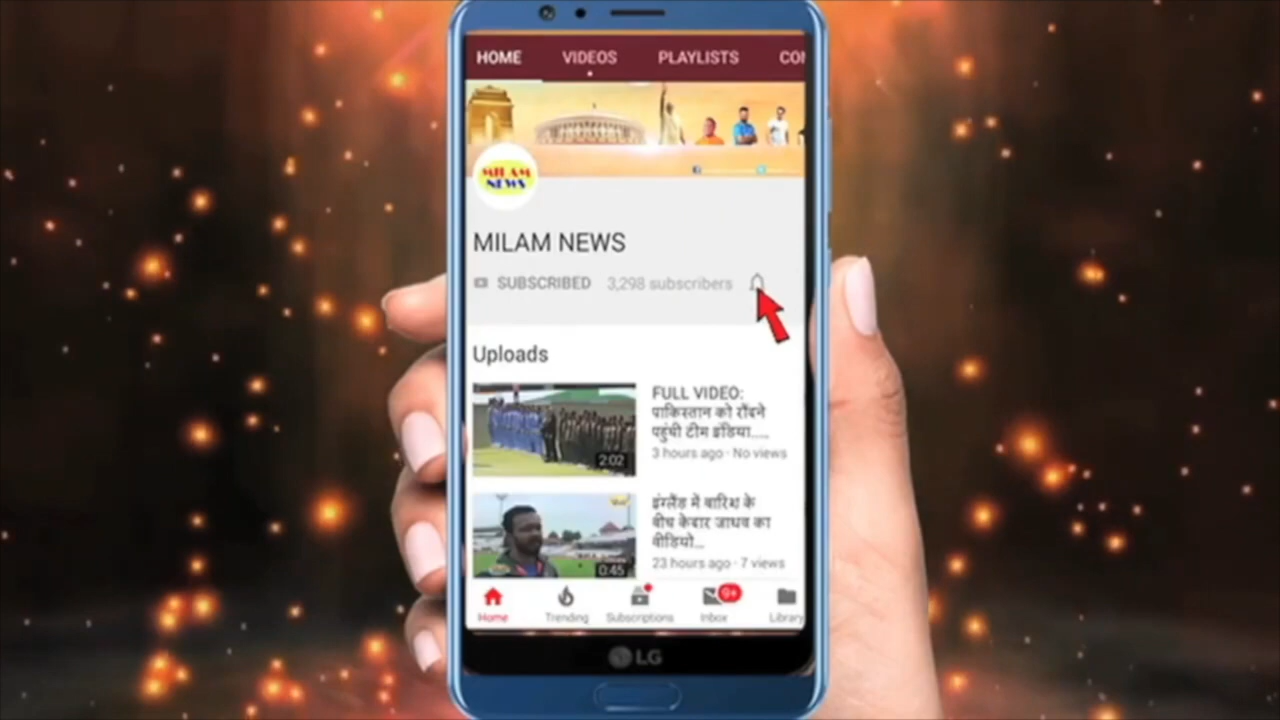 HOME VIDEOS PLAYLISTS CO
MILAM
NEWS
MILAM NEWS
SUBSCRIBED 3,298 subscribers
Uploads
FULL VIDEO:
पाकिस्तान को रौंदने
पहुंची टीम इंडिया.....
3 hours ago · No views
2:02
इंग्लैंड में बारिश के
बीच केदार जाधव का
वीडियो...
23 hours ago · 7 views
0:45
9+
Home Trending Subscriptions Inbox Library
LG